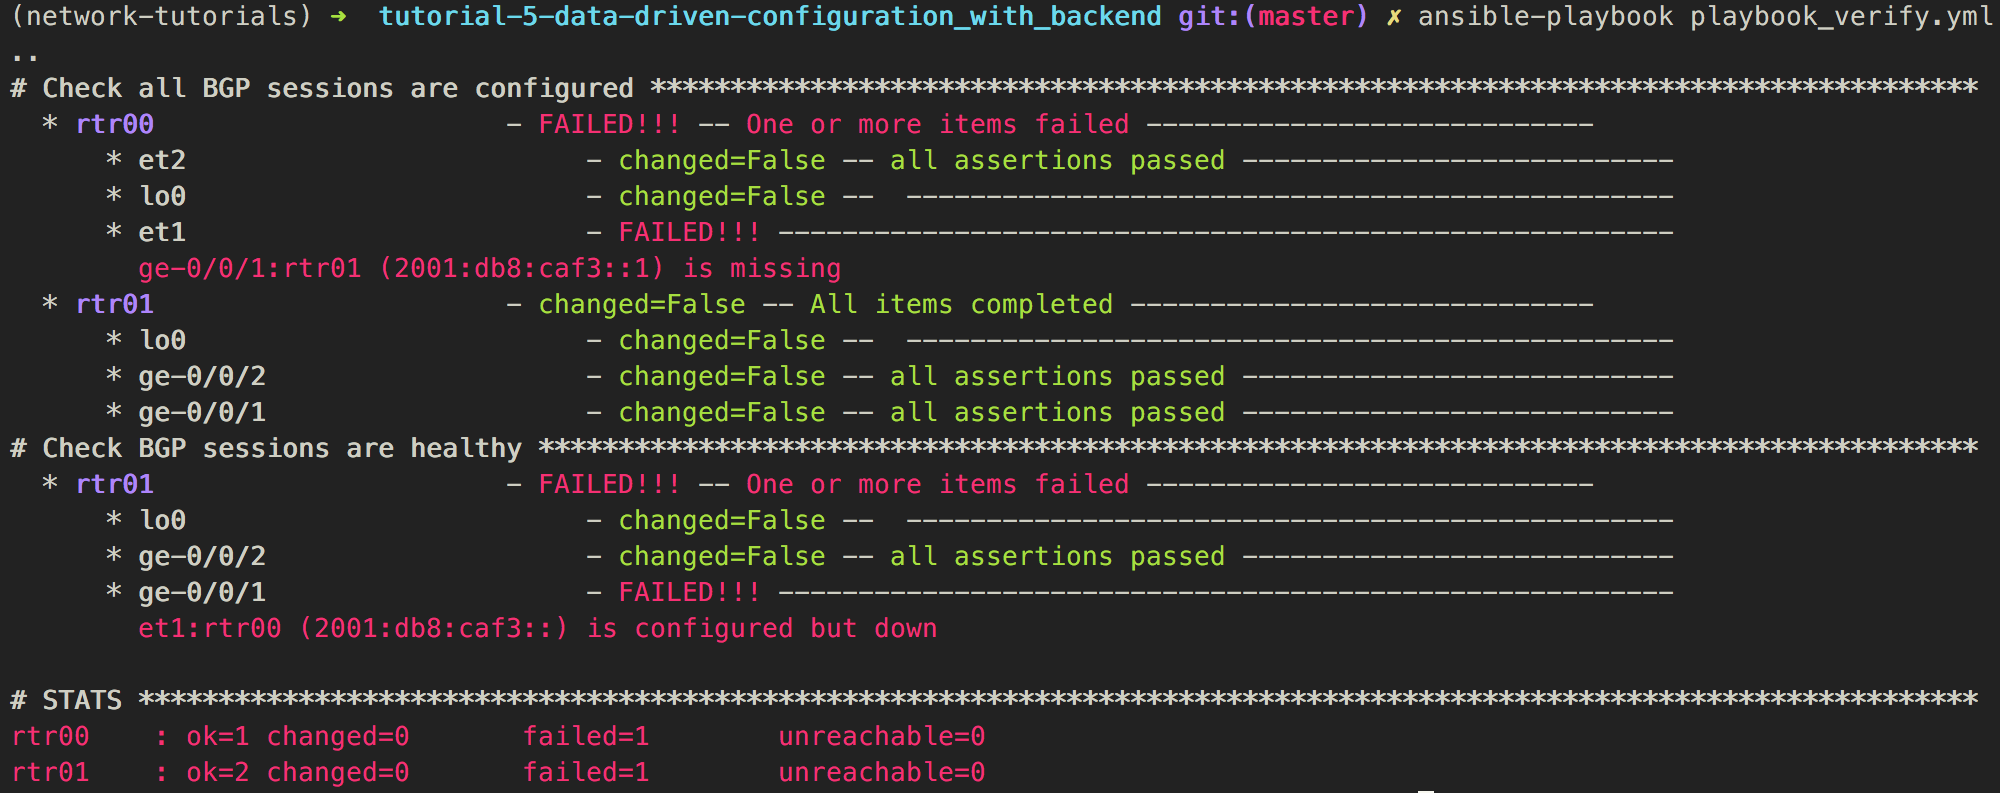 (network-tutorials) ➜  tutorial-5-data-driven-configuration_with_backend git:(master) ✗ ansible-playbook playbook_verify.yml
..
# Check all BGP sessions are configured ***********************************************************************************
  * rtr00                      - FAILED!!! -- One or more items failed ----------------------------
      * et2                         - changed=False -- all assertions passed ---------------------------
      * lo0                         - changed=False --  ------------------------------------------------
      * et1                         - FAILED!!! --------------------------------------------------------
        ge-0/0/1:rtr01 (2001:db8:caf3::1) is missing
  * rtr01                      - changed=False -- All items completed -----------------------------
      * lo0                         - changed=False --  ------------------------------------------------
      * ge-0/0/2                    - changed=False -- all assertions passed ---------------------------
      * ge-0/0/1                    - changed=False -- all assertions passed ---------------------------
# Check BGP sessions are healthy ******************************************************************************************
  * rtr01                      - FAILED!!! -- One or more items failed ----------------------------
      * lo0                         - changed=False --  ------------------------------------------------
      * ge-0/0/2                    - changed=False -- all assertions passed ---------------------------
      * ge-0/0/1                    - FAILED!!! --------------------------------------------------------
        et1:rtr00 (2001:db8:caf3::) is configured but down
# STATS *******************************************************************************************************************
rtr00    : ok=1 changed=0       failed=1        unreachable=0
rtr01    : ok=2 changed=0       failed=1        unreachable=0